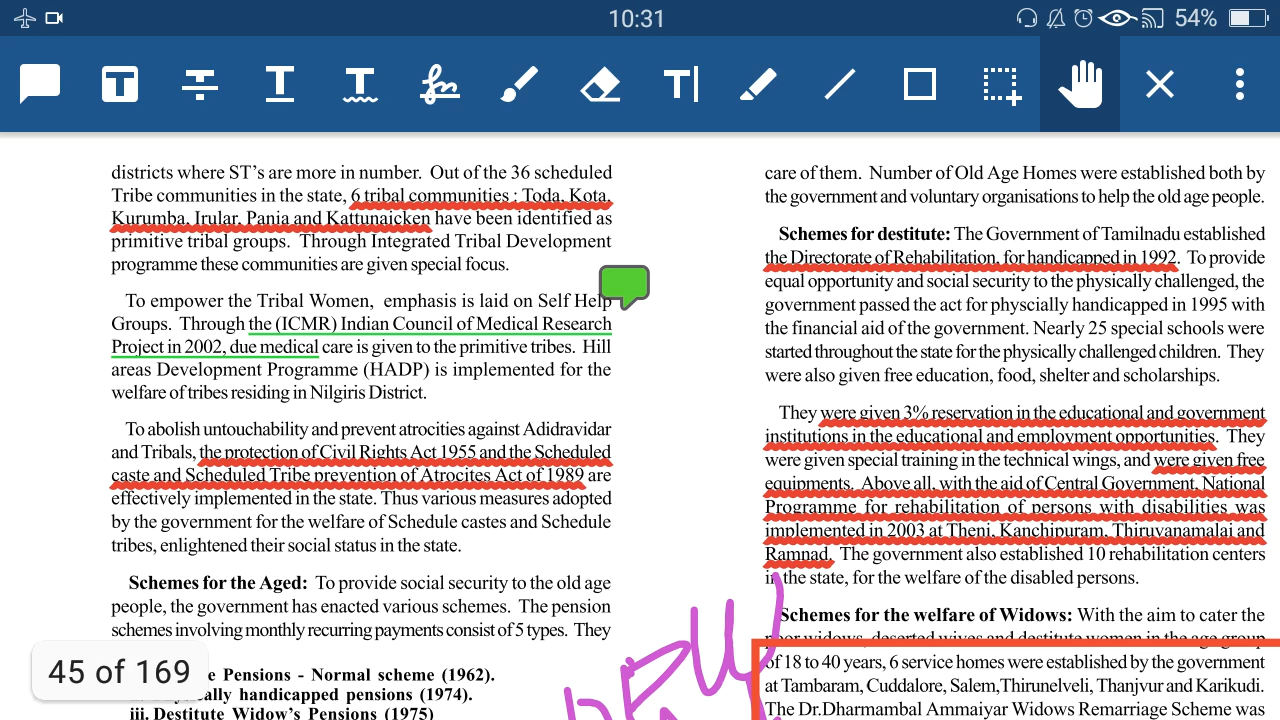 10:31
54%
districts where ST's are more in number. Out of the 36 scheduled
Tribe communities in the state, 6 tribal communities : Toda, Kota,
Kurumba, Irular, Pania and Kattunaicken have been identified as
primitive tribal groups. Through Integrated Tribal Development
programme these communities are given special focus.
To empower the Tribal Women, emphasis is laid on Self Help
Groups. Through the (ICMR) Indian Council of Medical Research
Project in 2002, due medical care is given to the primitive tribes. Hill
areas Development Programme (HADP) is implemented for the
welfare of tribes residing in Nilgiris District.
To abolish untouchability and prevent atrocities against Adidravidar
and Tribals, the protection of Civil Rights Act 1955 and the Scheduled
caste and Scheduled Tribe prevention of Atrocites Act of 1989 are
effectively implemented in the state. Thus various measures adopted
by the government for the welfare of Schedule castes and Schedule
tribes, enlightened their social status in the state.
Schemes for the Aged: To provide social security to the old age
people, the government has enacted various schemes. The pension
schemes involving monthly recurring payments consist of 5 types. They
Pensions - Normal scheme (1962).
handicapped pensions (1974).
iii. Destitute Widow's Pensions (1975)
45 of 169
care of them. Number of Old Age Homes were established both by
the government and voluntary organisations to help the old age people.
Schemes for destitute: The Government of Tamilnadu established
the Directorate of Rehabilitation, for handicapped in 1992. To provide
equal opportunity and social security to the physically challenged, the
government passed the act for physcially handicapped in 1995 with
the financial aid of the government. Nearly 25 special schools were
started throughout the state for the physically challenged children. They
were also given free education, food, shelter and scholarships.
They were given 3% reservation in the educational and government
institutions in the educational and employment opportunities. They
were given special training in the technical wings, and were given free
equipments. Above all, with the aid of Central Government, National
Programme for rehabilitation of persons with disabilities was
implemented in 2003 at Theni, Kanchipuram, Thiruvanamalai and
Ramnad. The government also established 10 rehabilitation centers
in the state, for the welfare of the disabled persons.
Schemes for the welfare of Widows: With the aim to cater the
poor widows, deserted wives and destitute women in the age group
of 18 to 40 years, 6 service homes were established by the government
at Tambaram, Cuddalore, Salem,Thirunelveli, Thanjvur and Karikudi.
The Dr.Dharmambal Ammaiyar Widows Remarriage Scheme was